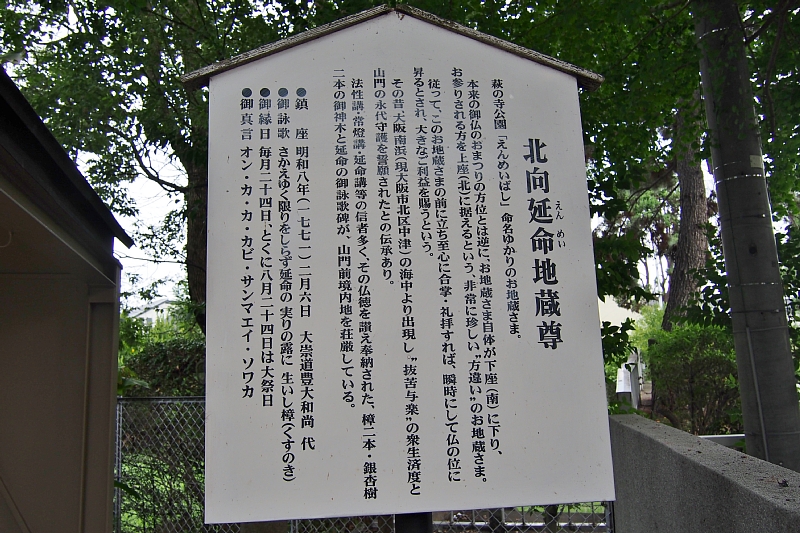 北向延命地蔵尊
えん めい
萩の寺公園「えんめいばし」命名ゆかりのお地蔵さま。
本来の御仏のおまつりの方位とは逆に、お地蔵さま自体が下座(南)に下り、
お参りされる方を上座(北)に据えるという、非常に珍しい"方違い"のお地蔵さま。
従って、このお地蔵さまの前に立ち至心に合掌・礼拝すれば、瞬時にして仏の位に
昇るとされ、大きなご利益を賜うという。
その昔、大阪南浜(現大阪市北区中津)の海中より出現し、"抜苦与楽"の衆生済度と
山門の永代守護を誓願されたとの伝承あり。
法性講・常燈講・延命講等の信者多く、その仏徳を讃え奉納された、樟二本・銀杏樹
二本の御神木と延命の御詠歌碑が、山門前境内地を荘厳している。
●鎮 座 明和八年(一七七一)二月六日 大崇道豊大和尚 代
●御詠歌 さかえゆく限りをしらず延命の 実りの露に 生いし樟(くすのき)
●御縁日 毎月二十四日、とくに八月二十四日は大祭日
●御真言 オン・カ・カ・カビ・サンマエイ・ソワカ